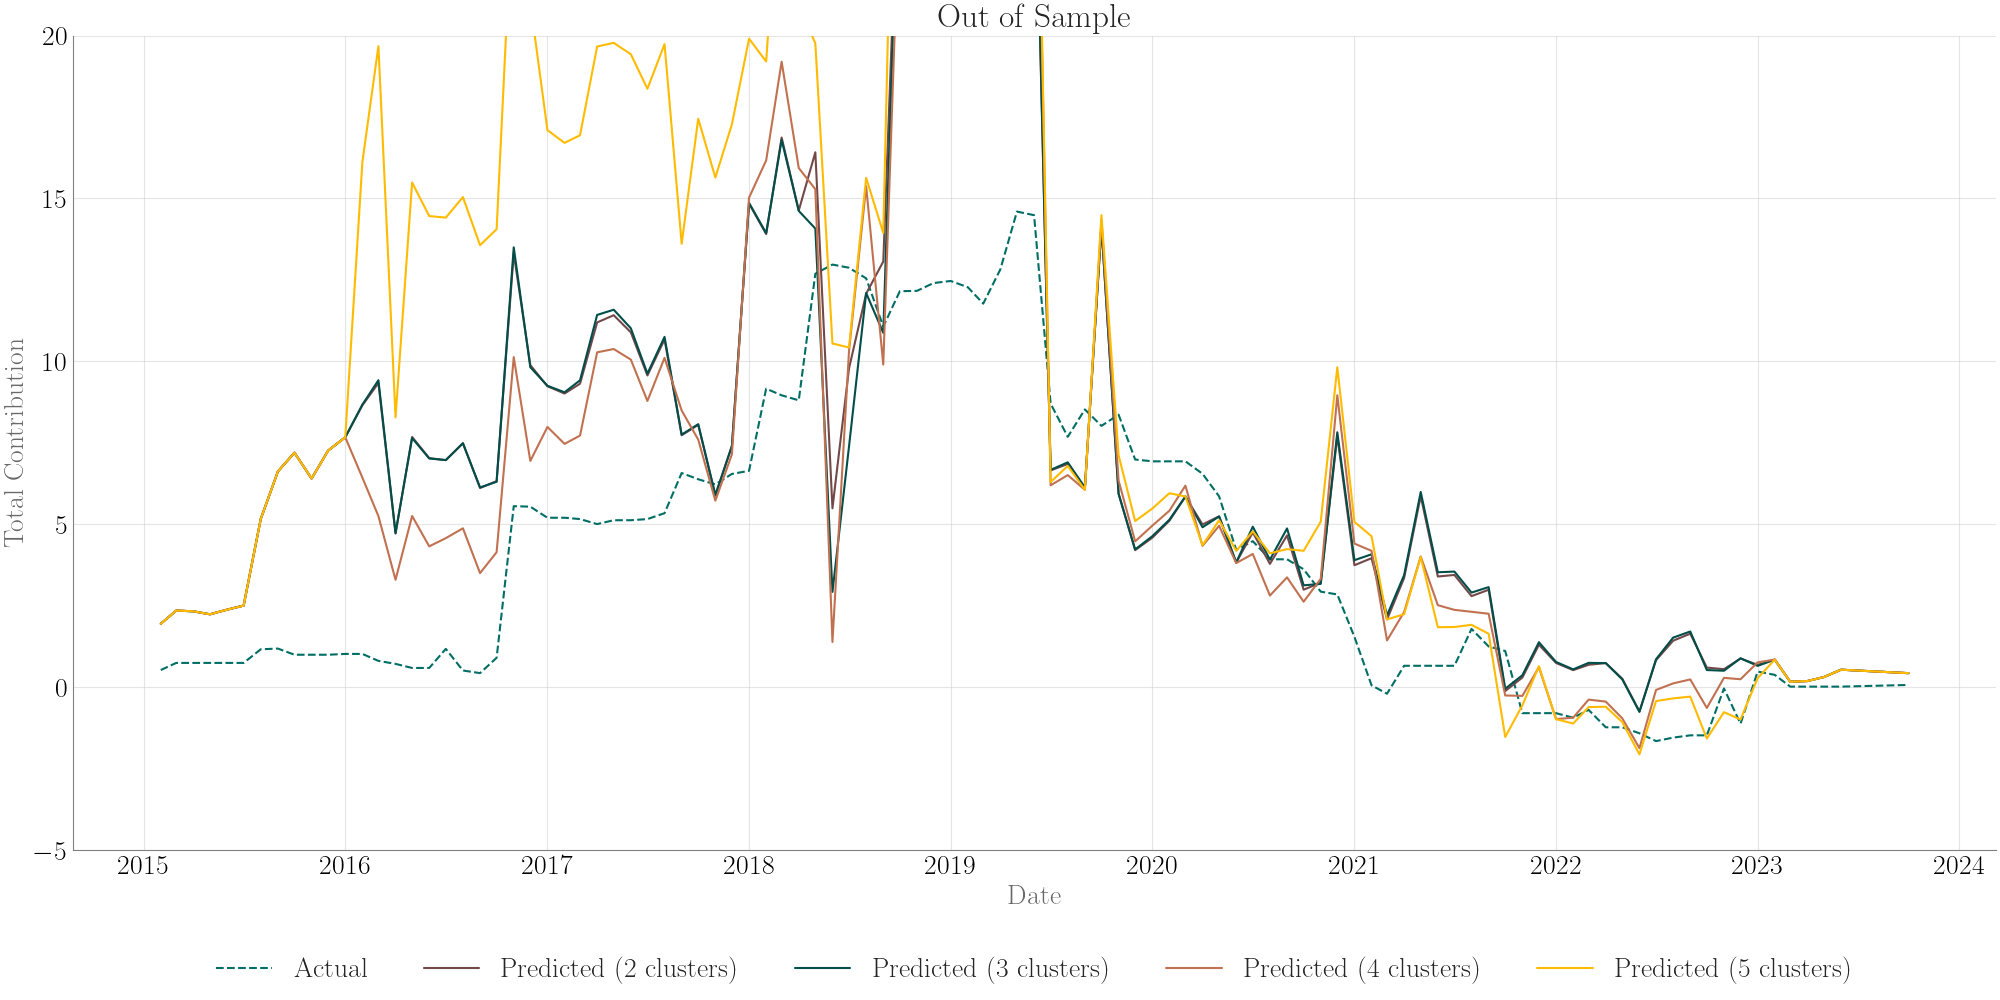 Out of Sample
20
15
10
5
0
−5
Total Contribution
2015 2016 2017 2018 2019 2020 2021 2022 2023 2024
Date
Actual Predicted (2 clusters) Predicted (3 clusters) Predicted (4 clusters) Predicted (5 clusters)